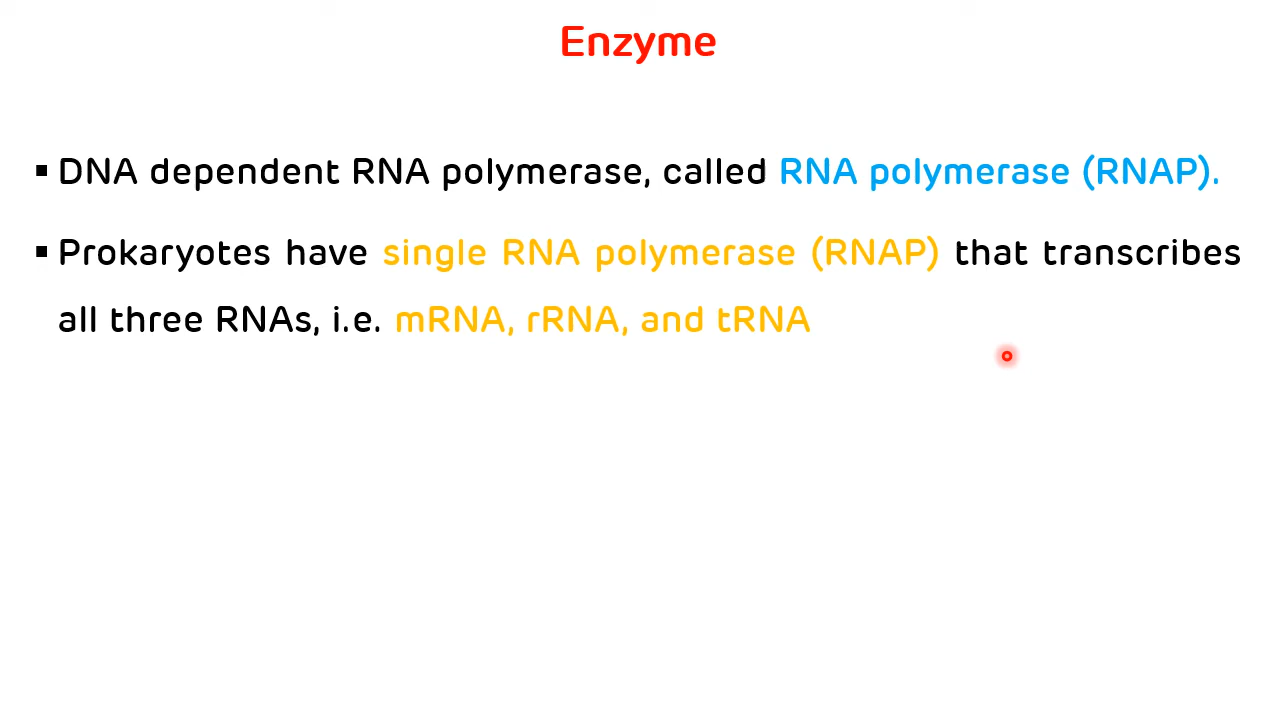 Enzyme
▪ DNA dependent RNA polymerase, called RNA polymerase (RNAP).
▪ Prokaryotes have single RNA polymerase (RNAP) that transcribes
all three RNAs, i.e. mRNA, rRNA, and tRNA